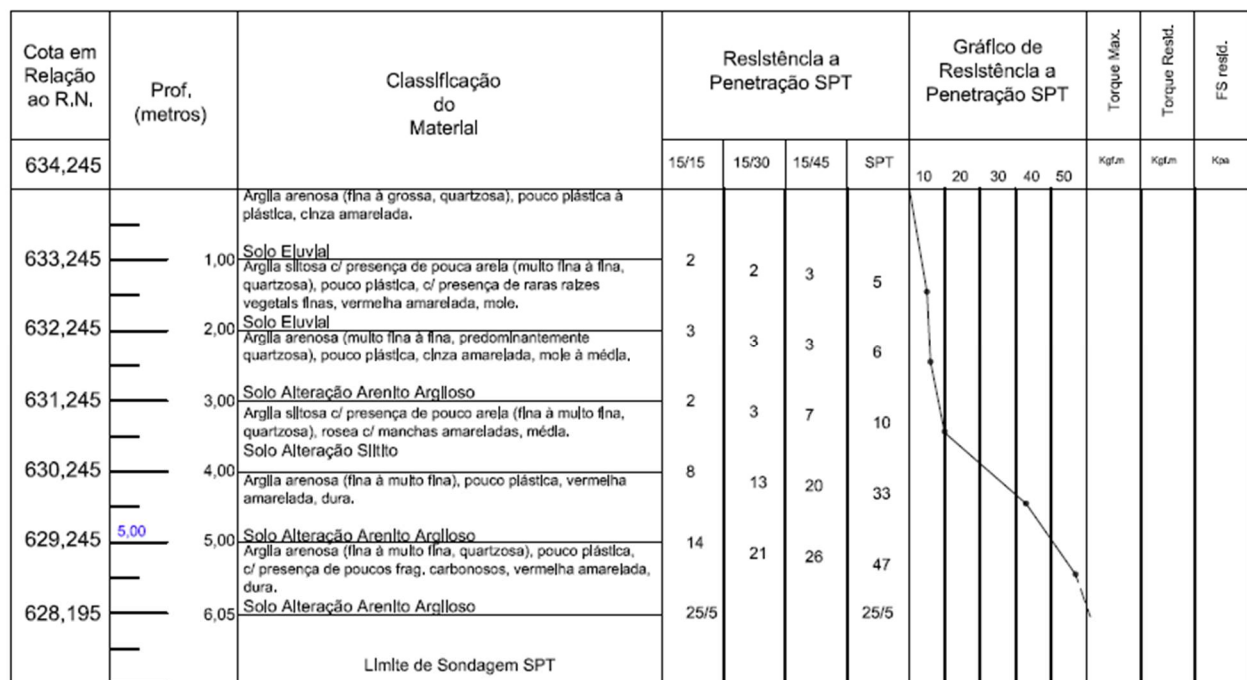 Cota em
Relação
ao R.N.
Prof.
(metros)
Classificação
do
Material
Resistência a
Penetração SPT
Gráfico de
Resistência a
Penetração SPT
Torque Max.
Torque Resid.
FS resid.
634,245
15/15 15/30 15/45 SPT
10 20 30 40 50
Kgf.m Kgf.m Kpa
Argila arenosa (fina à grossa, quartzosa), pouco plástica à
plástica, cinza amarelada.
Solo Eluvial
633,245 1,00 2 2 3 5
Argila siltosa c/ presença de pouca areia (muito fina à fina,
quartzosa), pouco plástica, c/ presença de raras raizes
vegetais finas, vermelha amarelada, mole.
Solo Eluvial
632,245 2,00 3 3 3 6
Argila arenosa (muito fina à fina, predominantemente
quartzosa), pouco plástica, cinza amarelada, mole à média.
Solo Alteração Arenito Argiloso
631,245 3,00 2 3 7 10
Argila siltosa c/ presença de pouco areia (fina à muito fina,
quartzosa), rosea c/ manchas amareladas, média.
Solo Alteração Siltito
630,245 4,00 8 13 20 33
Argila arenosa (fina à muito fina), pouco plástica, vermelha
amarelada, dura.
Solo Alteração Arenito Argiloso
629,245 5,00 5,00 14 21 26 47
Argila arenosa (fina à muito fina, quartzosa), pouco plástica,
c/ presença de poucos frag. carbonosos, vermelha amarelada,
dura.
Solo Alteração Arenito Argiloso
628,195 6,05 25/5 25/5
Limite de Sondagem SPT